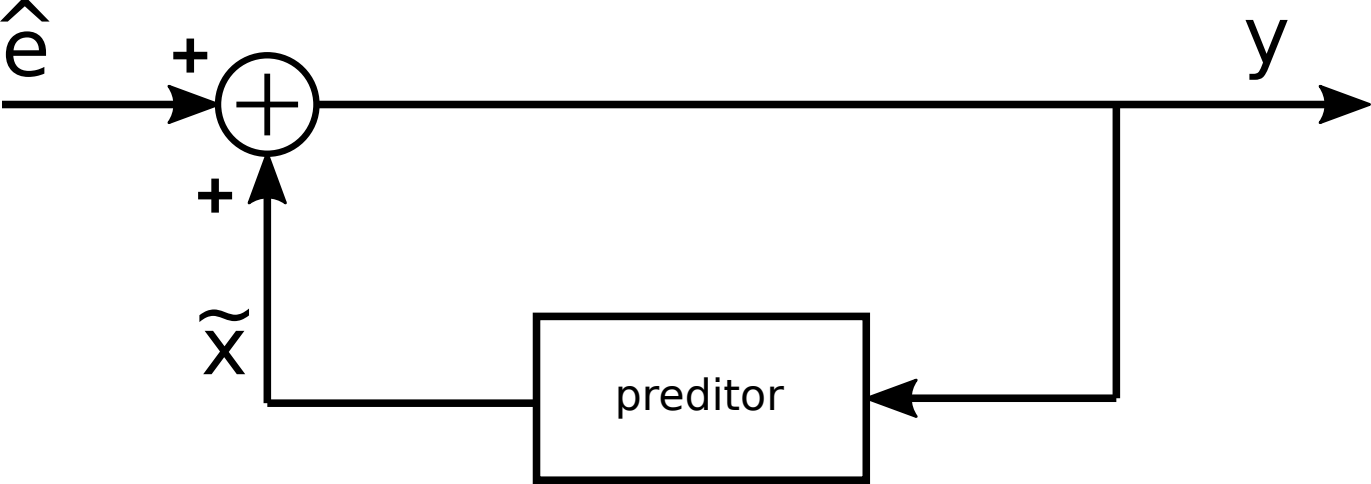 ê
+
y
+
x̃
preditor